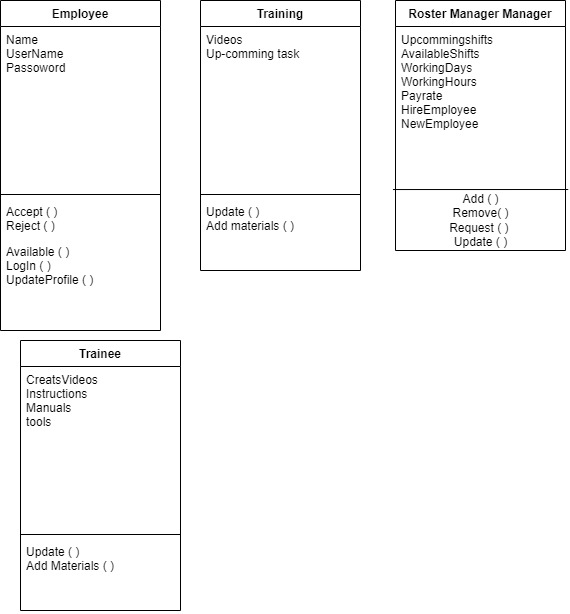 Employee
Name
UserName
Passoword
Accept ( )
Reject ( )
Available ( )
LogIn ( )
UpdateProfile ( )
Training
Videos
Up-comming task
Update ( )
Add materials ( )
Roster Manager Manager
Upcommingshifts
AvailableShifts
WorkingDays
WorkingHours
Payrate
HireEmployee
NewEmployee
Add ( )
Remove( )
Request ( )
Update ( )
Trainee
CreatsVideos
Instructions
Manuals
tools
Update ( )
Add Materials ( )